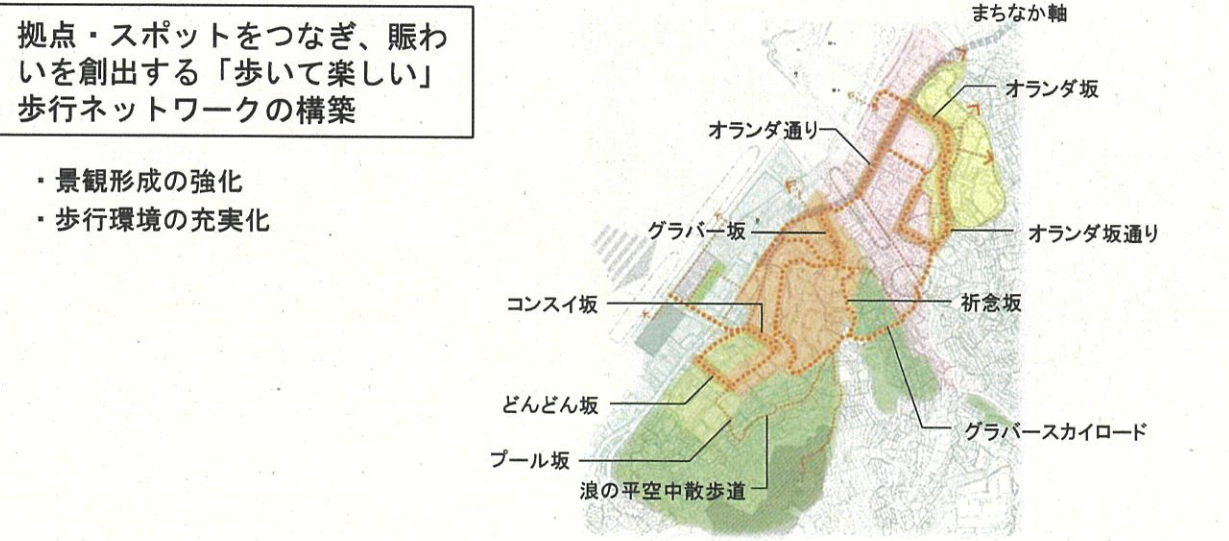 拠点・スポットをつなぎ、賑わ
いを創出する「歩いて楽しい」
歩行ネットワークの構築
・景観形成の強化
・歩行環境の充実化
まちなか軸
オランダ坂
オランダ通り
グラバー坂
オランダ坂通り
コンスイ坂
祈念坂
どんどん坂
グラバースカイロード
プール坂
浪の平空中散歩道